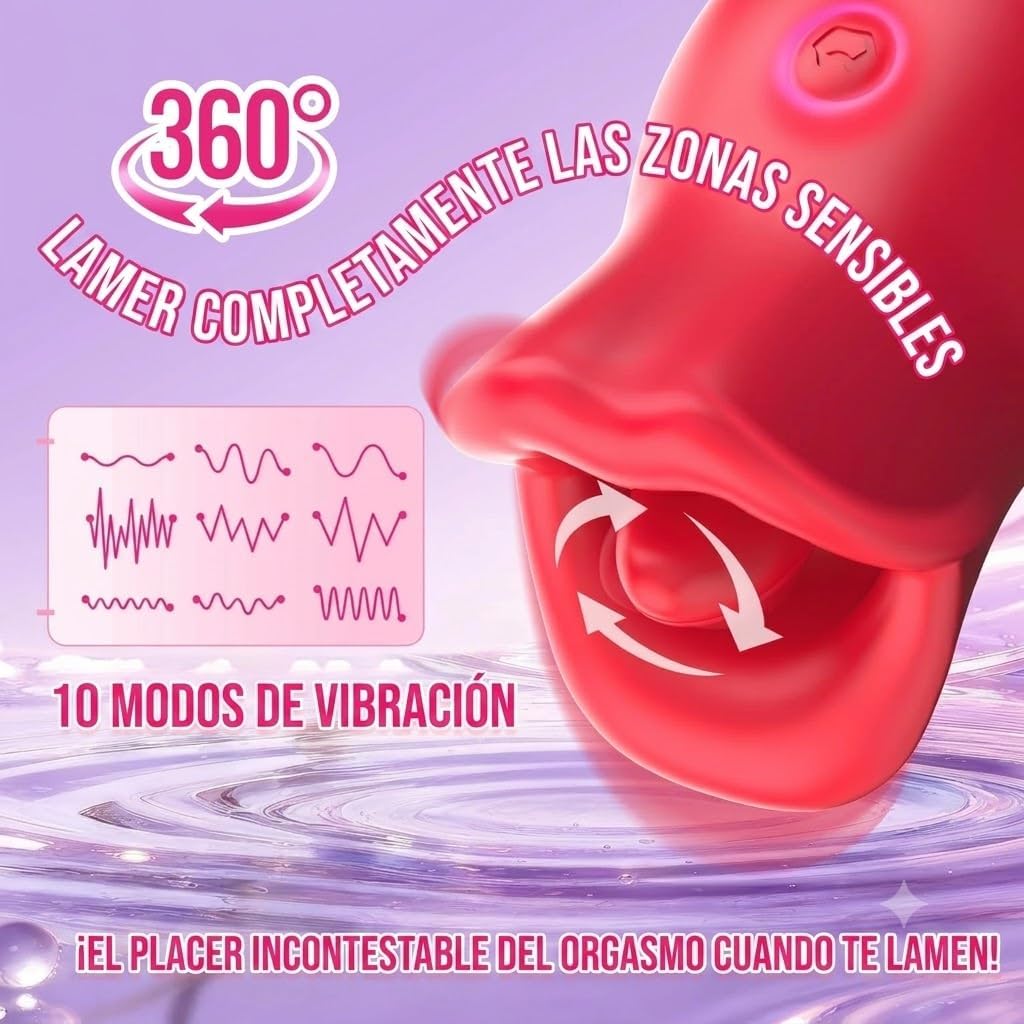 360°
LAMER COMPLETAMENTE LAS ZONAS SENSIBLES
10 MODOS DE VIBRACIÓN
¡EL PLACER INCONTESTABLE DEL ORGASMO CUANDO TE LAMEN!